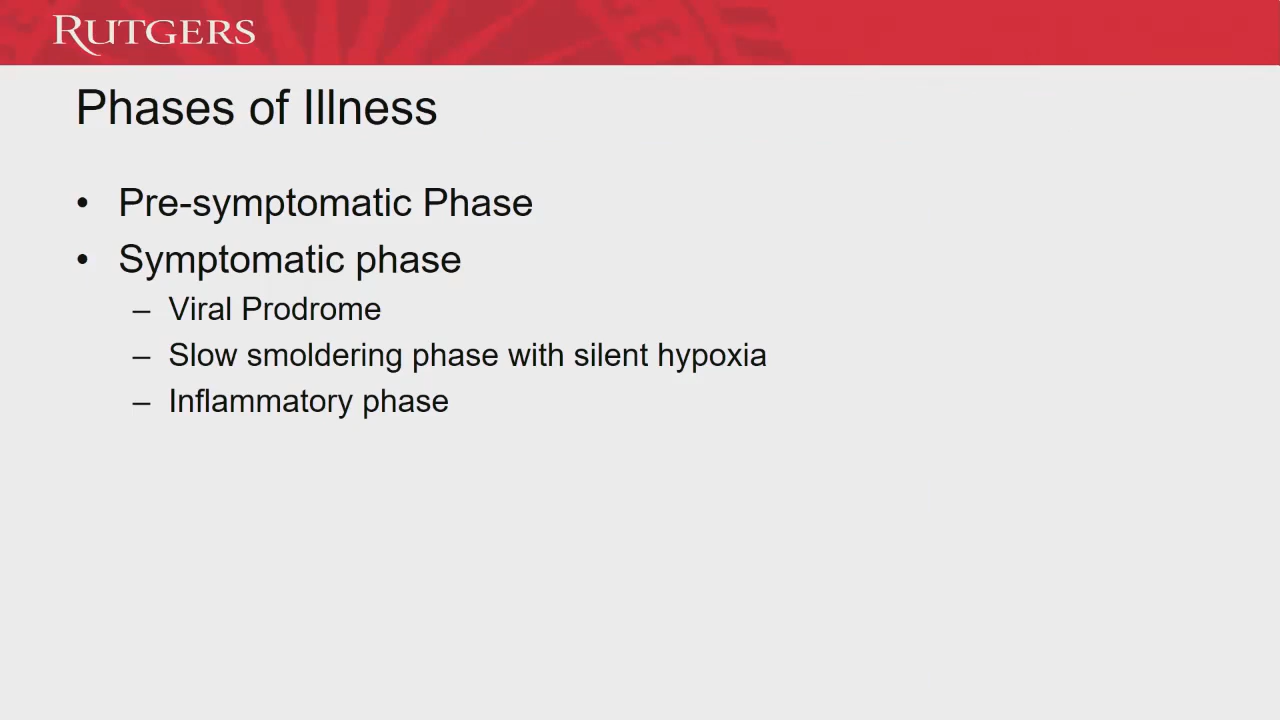 RUTGERS
Phases of Illness
• Pre-symptomatic Phase
• Symptomatic phase
– Viral Prodrome
– Slow smoldering phase with silent hypoxia
– Inflammatory phase